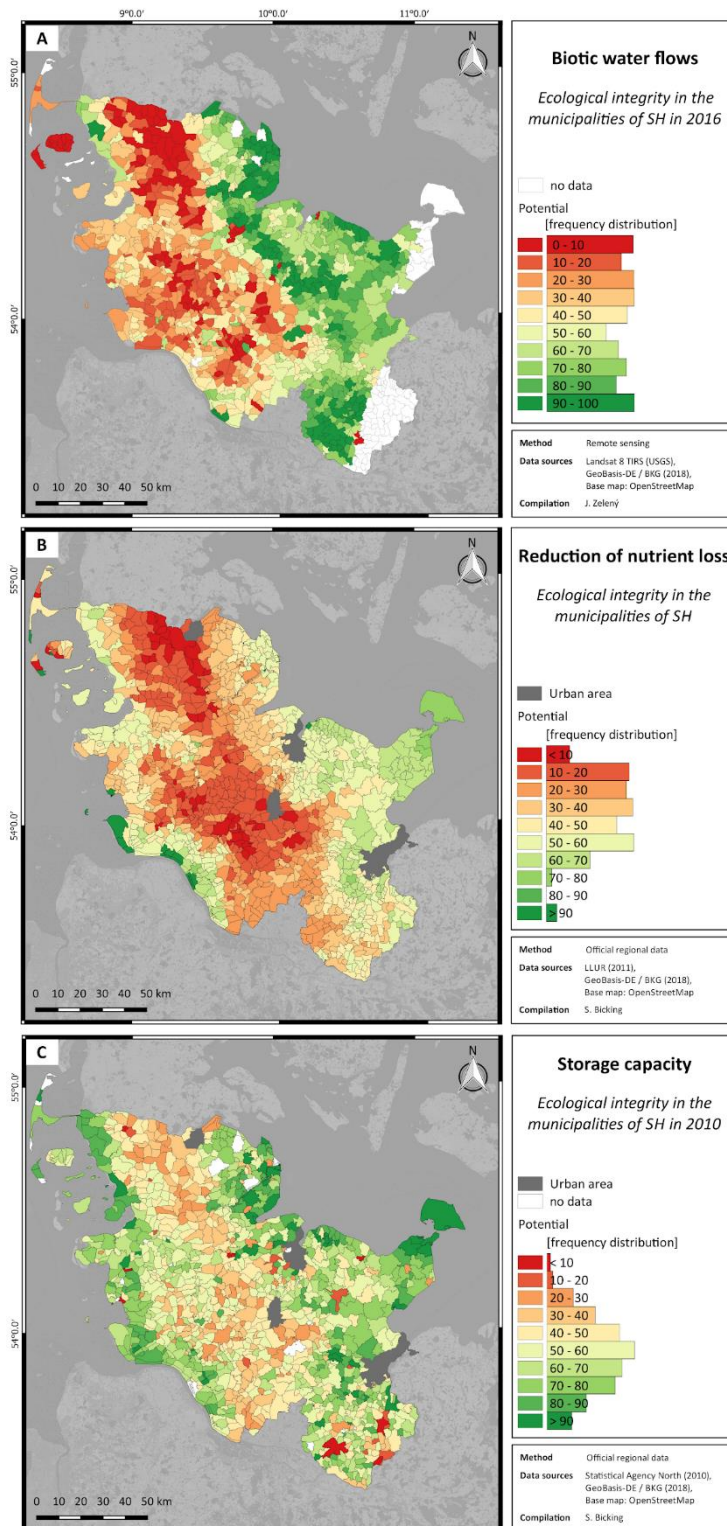 9°0.0' 10°0.0' 11°0.0'
A
N
55°0.0'
54°0.0'
0 10 20 30 40 50 km
Biotic water flows
Ecological integrity in the
municipalities of SH in 2016
no data
Potential
[frequency distribution]
0 - 10
10 - 20
20 - 30
30 - 40
40 - 50
50 - 60
60 - 70
70 - 80
80 - 90
90 - 100
Method Remote sensing
Data sources Landsat 8 TIRS (USGS),
GeoBasis-DE / BKG (2018),
Base map: OpenStreetMap
Compilation J. Zelený
B
N
55°0.0'
54°0.0'
0 10 20 30 40 50 km
Reduction of nutrient loss
Ecological integrity in the
municipalities of SH
Urban area
Potential
[frequency distribution]
< 10
10 - 20
20 - 30
30 - 40
40 - 50
50 - 60
60 - 70
70 - 80
80 - 90
> 90
Method Official regional data
Data sources LLUR (2011),
GeoBasis-DE / BKG (2018),
Base map: OpenStreetMap
Compilation S. Bicking
C
N
55°0.0'
54°0.0'
0 10 20 30 40 50 km
Storage capacity
Ecological integrity in the
municipalities of SH in 2010
Urban area
no data
Potential
[frequency distribution]
< 10
10 - 20
20 - 30
30 - 40
40 - 50
50 - 60
60 - 70
70 - 80
80 - 90
> 90
Method Official regional data
Data sources Statistical Agency North (2010),
GeoBasis-DE / BKG (2018),
Base map: OpenStreetMap
Compilation S. Bicking